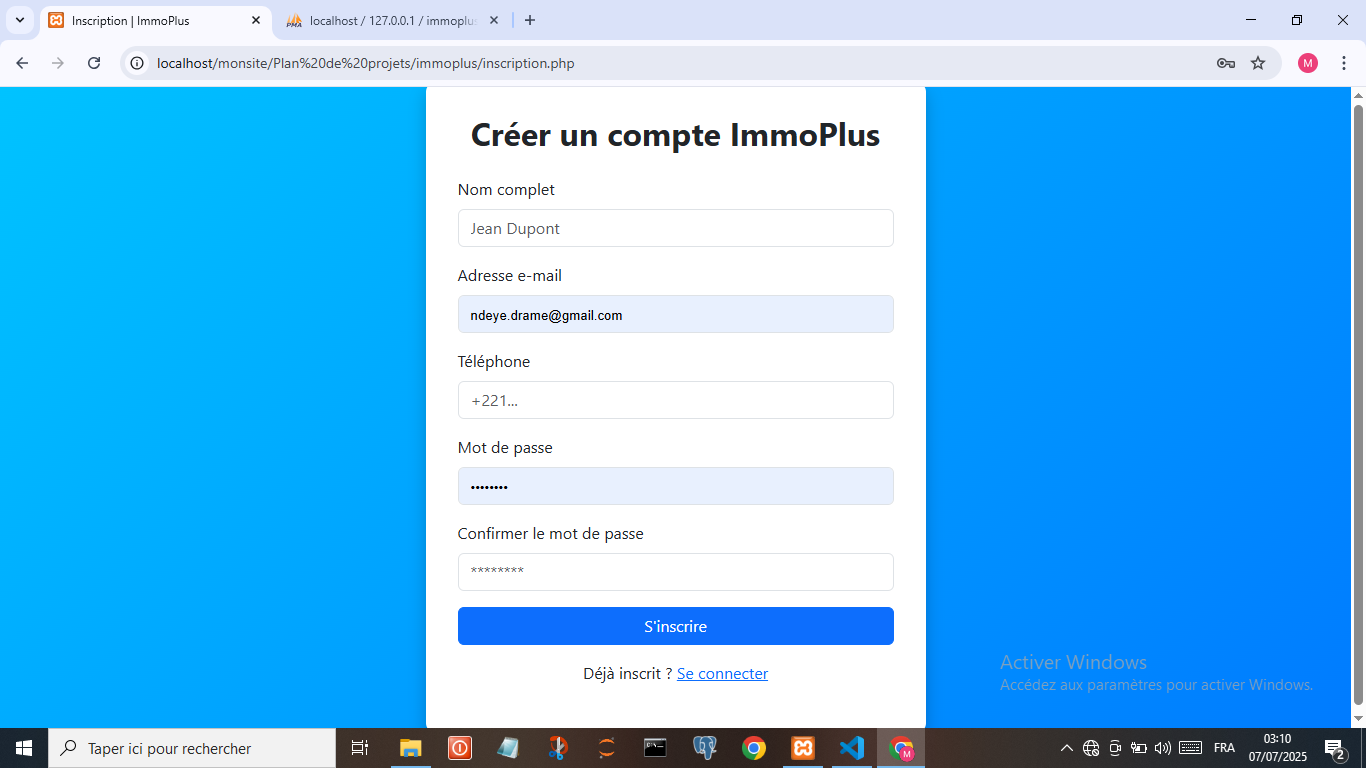 Inscription | ImmoPlus
localhost / 127.0.0.1 / immoplus
localhost/monsite/Plan%20de%20projets/immoplus/inscription.php
M
Créer un compte ImmoPlus
Nom complet
Jean Dupont
Adresse e-mail
ndeye.drame@gmail.com
Téléphone
+221...
Mot de passe
••••••••
Confirmer le mot de passe
********
S'inscrire
Déjà inscrit ? Se connecter
Activer Windows
Accédez aux paramètres pour activer Windows.
Taper ici pour rechercher
M
FRA
03:10
07/07/2025
2